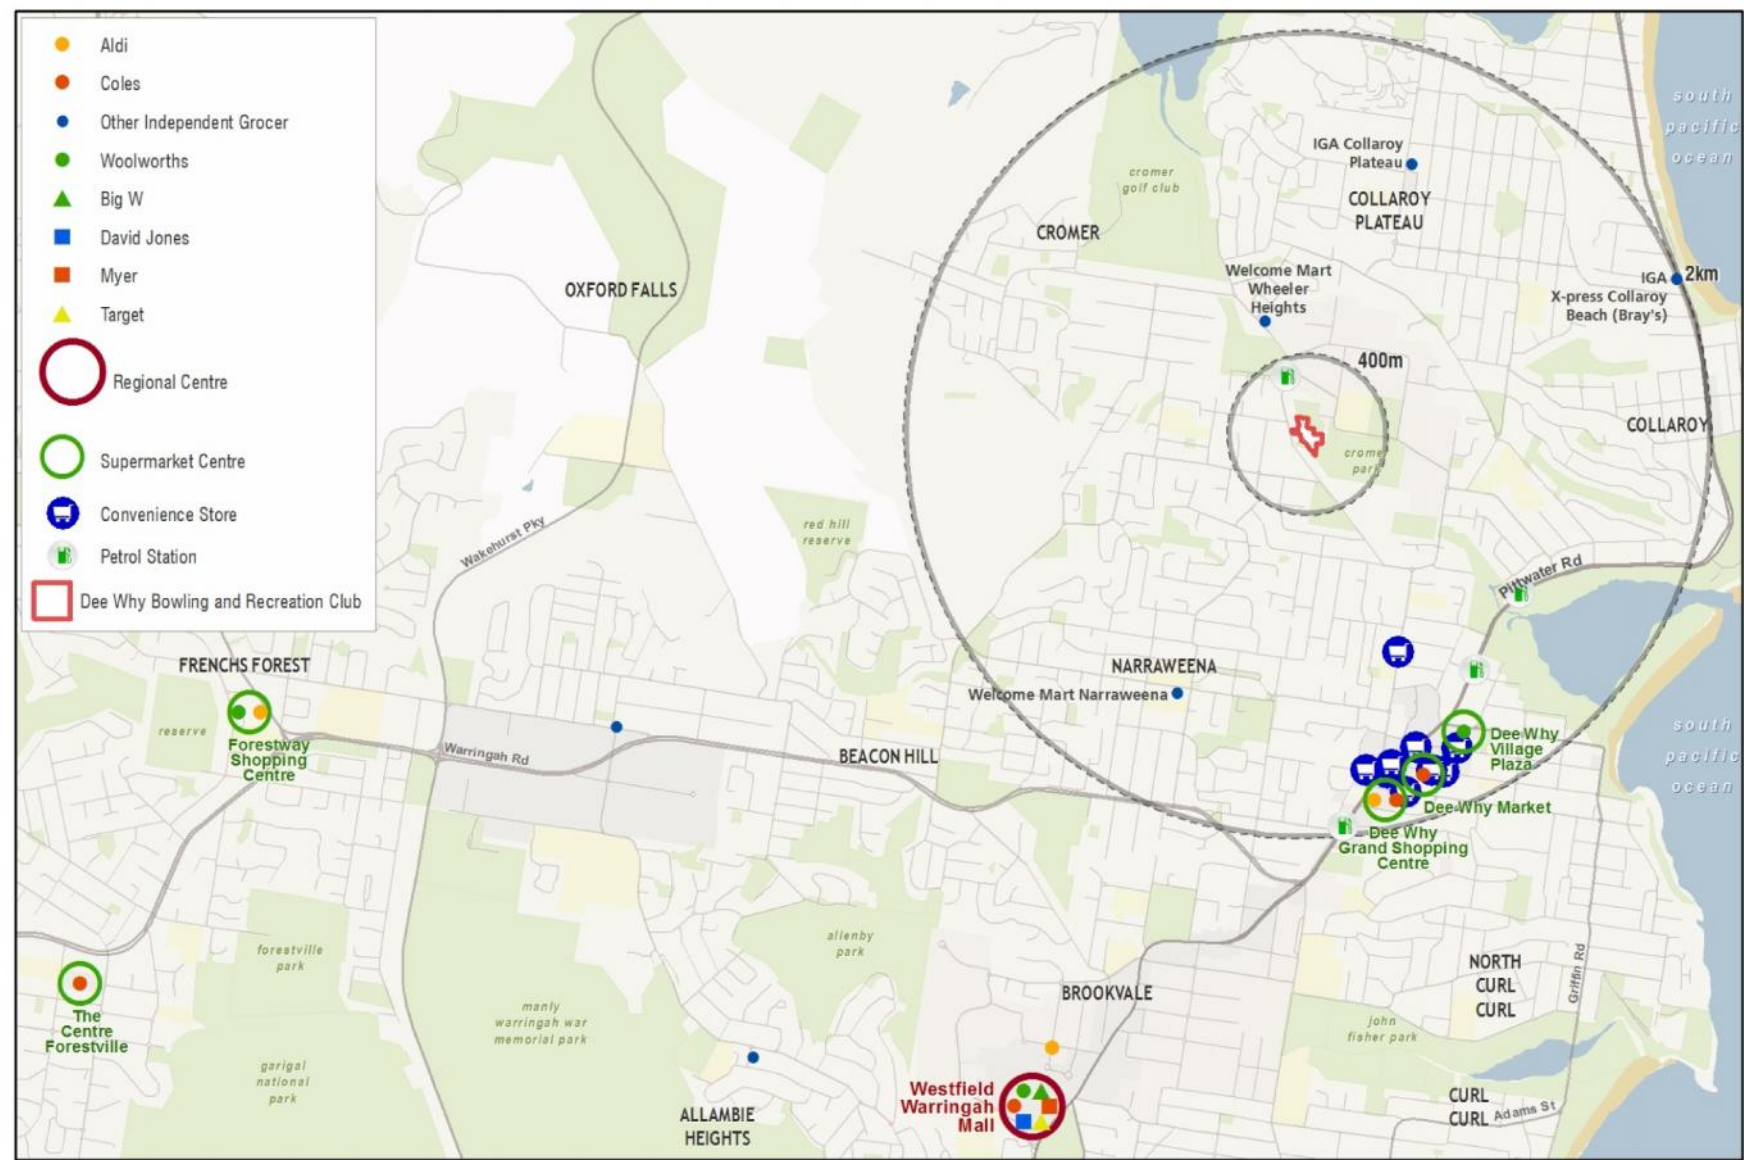 Aldi
Coles
Other Independent Grocer
Woolworths
Big W
David Jones
Myer
Target
Regional Centre
Supermarket Centre
Convenience Store
Petrol Station
Dee Why Bowling and Recreation Club
south
pacific
ocean
IGA Collaroy
Plateau
cromer
golf club
COLLAROY
PLATEAU
CROMER
Welcome Mart
Wheeler
Heights
IGA
X-press Collaroy
Beach (Bray's)
2km
OXFORD FALLS
400m
COLLAROY
crome
park
red hill
reserve
Wakehurst Pky
Pittwater Rd
FRENCHS FOREST
NARRAWEENA
Welcome Mart Narraweena
reserve
Forestway
Shopping
Centre
Warringah Rd
BEACON HILL
Dee Why
Village
Plaza
south
pacific
ocean
Dee Why Market
Dee Why
Grand Shopping
Centre
forestville
park
allenby
park
NORTH
CURL
CURL
Griffin Rd
The
Centre
Forestville
manly
warringah war
memorial park
BROOKVALE
john
fisher park
garigal
national
park
Westfield
Warringah
Mall
ALLAMBIE
HEIGHTS
CURL
CURL
Adams St